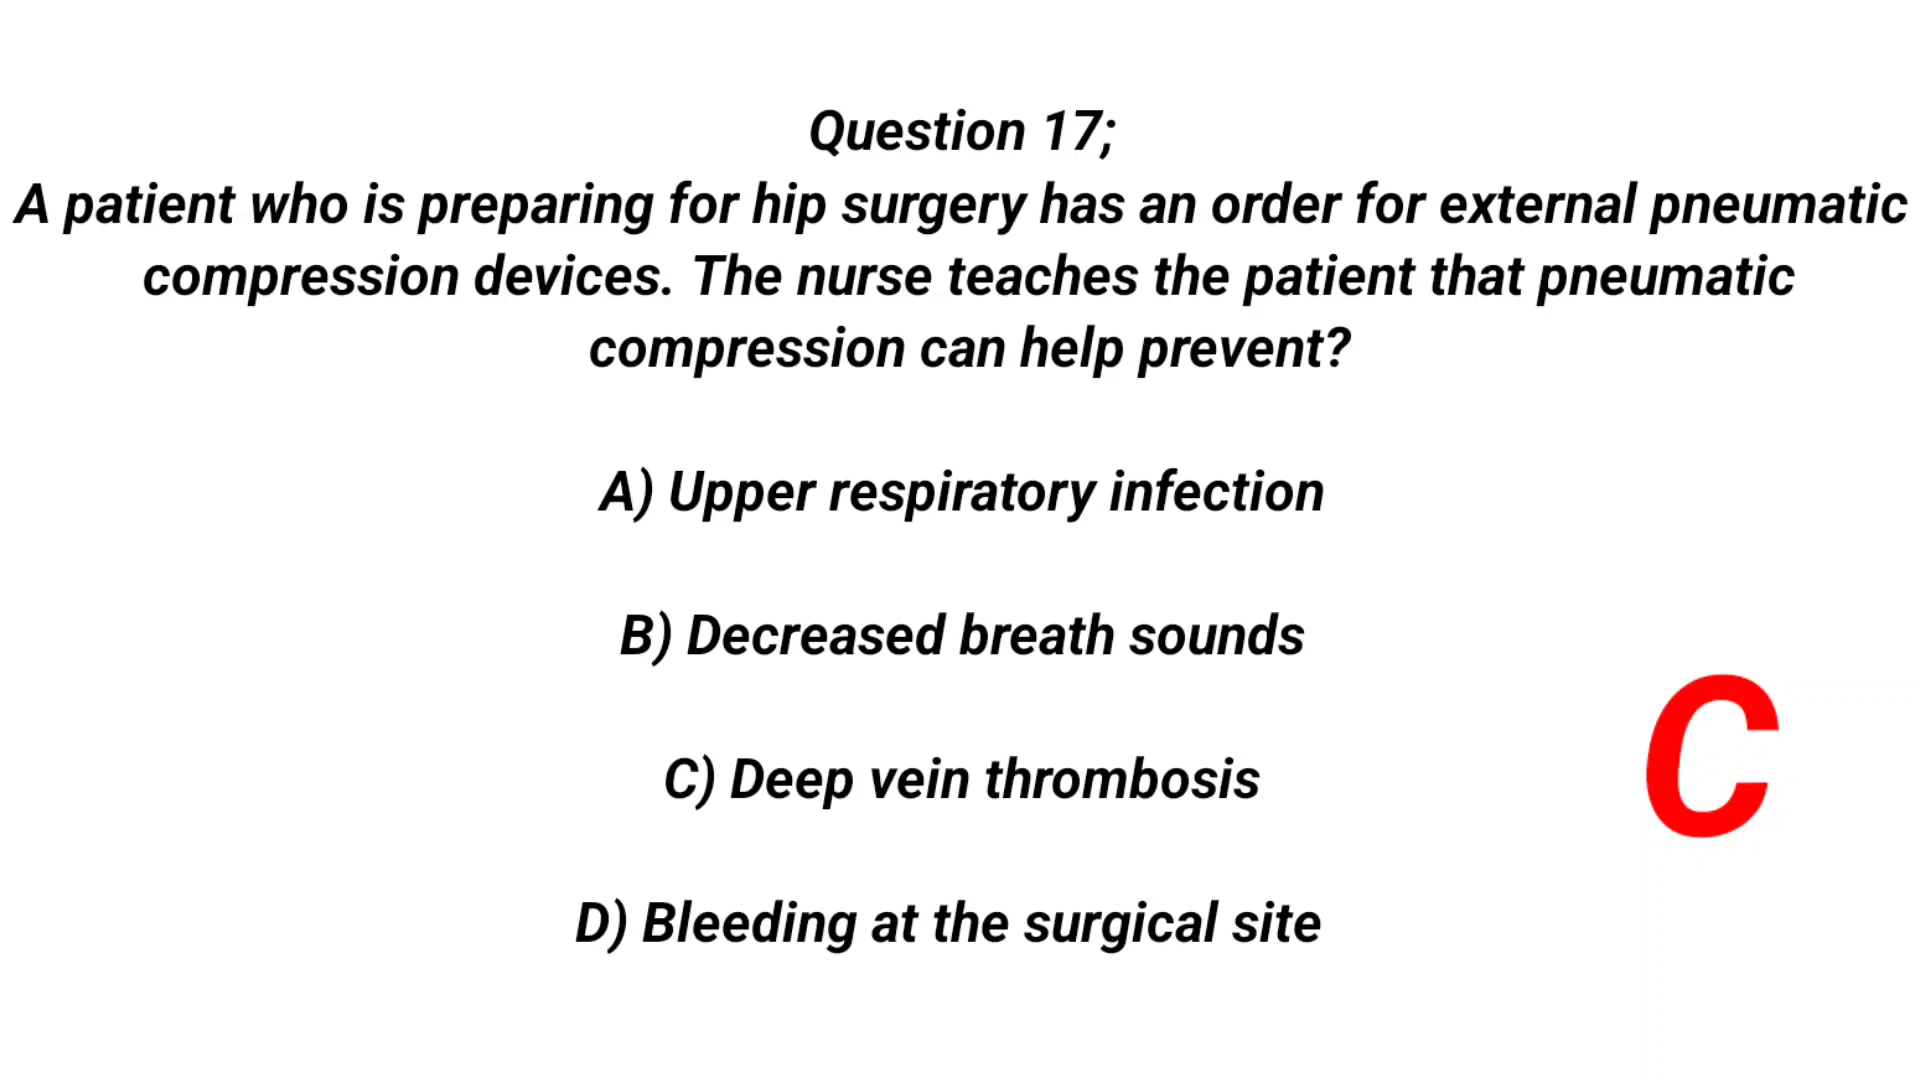 Question 17;
A patient who is preparing for hip surgery has an order for external pneumatic
compression devices. The nurse teaches the patient that pneumatic
compression can help prevent?
A) Upper respiratory infection
B) Decreased breath sounds
C) Deep vein thrombosis
C
D) Bleeding at the surgical site